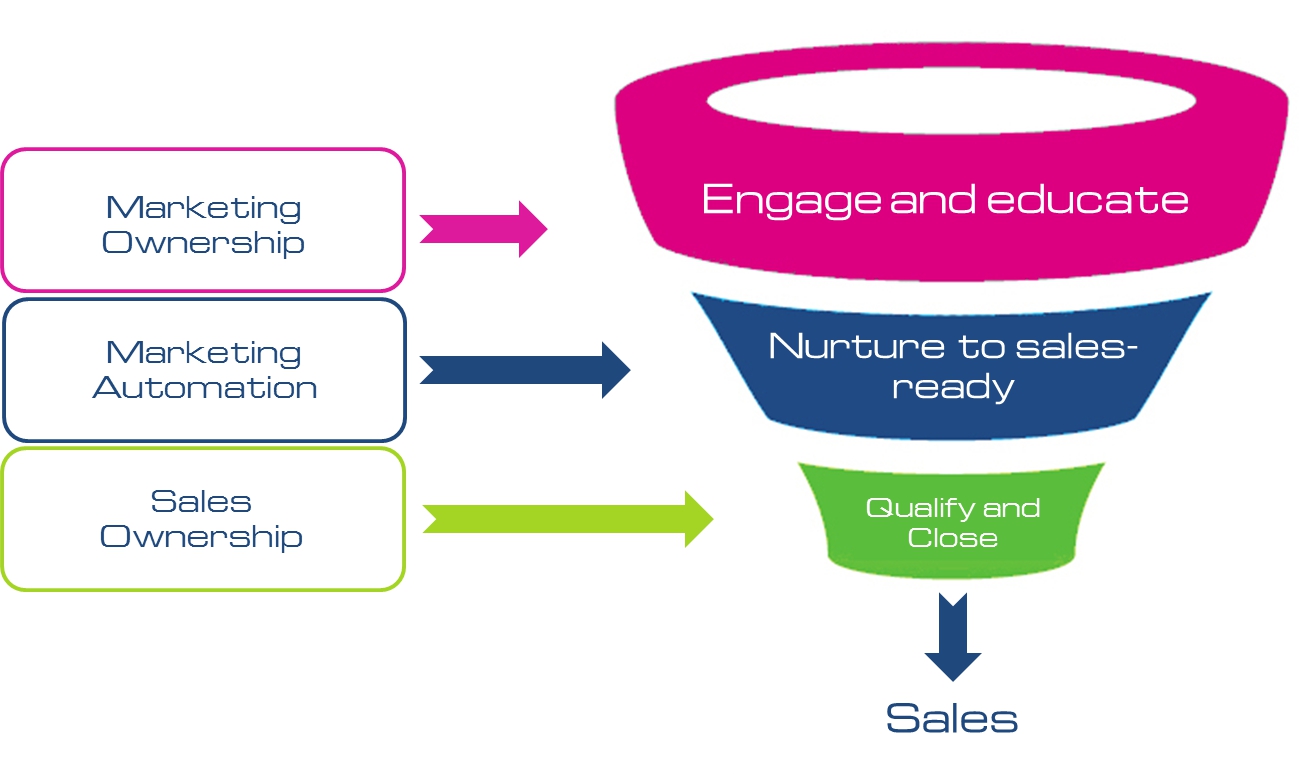 Marketing
Ownership
Engage and educate
Marketing
Automation
Nurture to sales-
ready
Sales
Ownership
Qualify and
Close
Sales